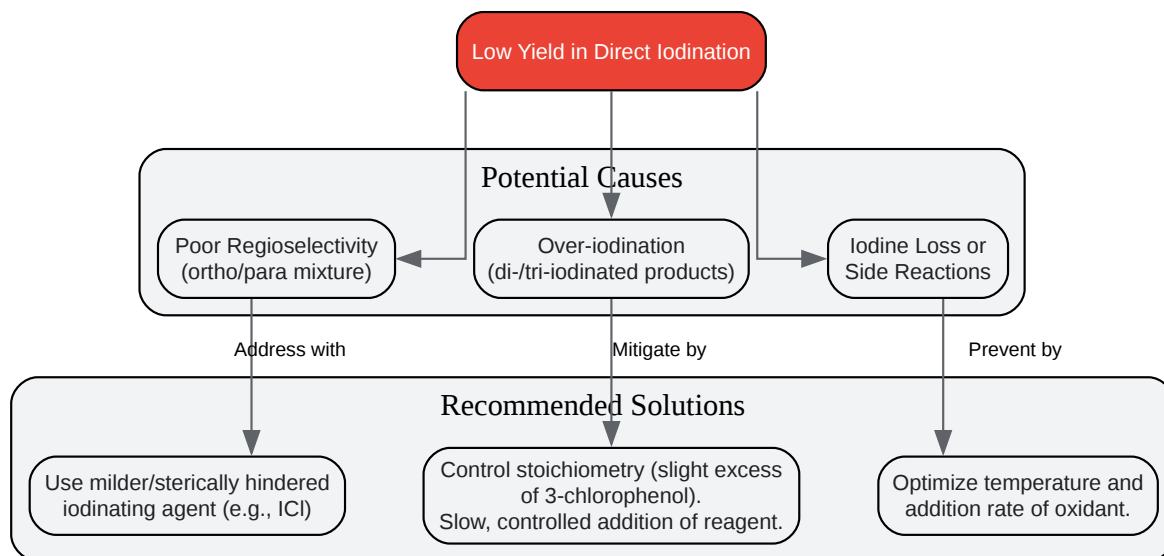 Low Yield in Direct Iodination
Potential Causes
Poor Regioselectivity
(ortho/para mixture)
Over-iodination
(di-/tri-iodinated products)
Iodine Loss or
Side Reactions
Address with
Mitigate by
Prevent by
Recommended Solutions
Use milder/sterically hindered
iodinating agent (e.g., ICl)
Control stoichiometry (slight excess
of 3-chlorophenol).
Slow, controlled addition of reagent.
Optimize temperature and
addition rate of oxidant.